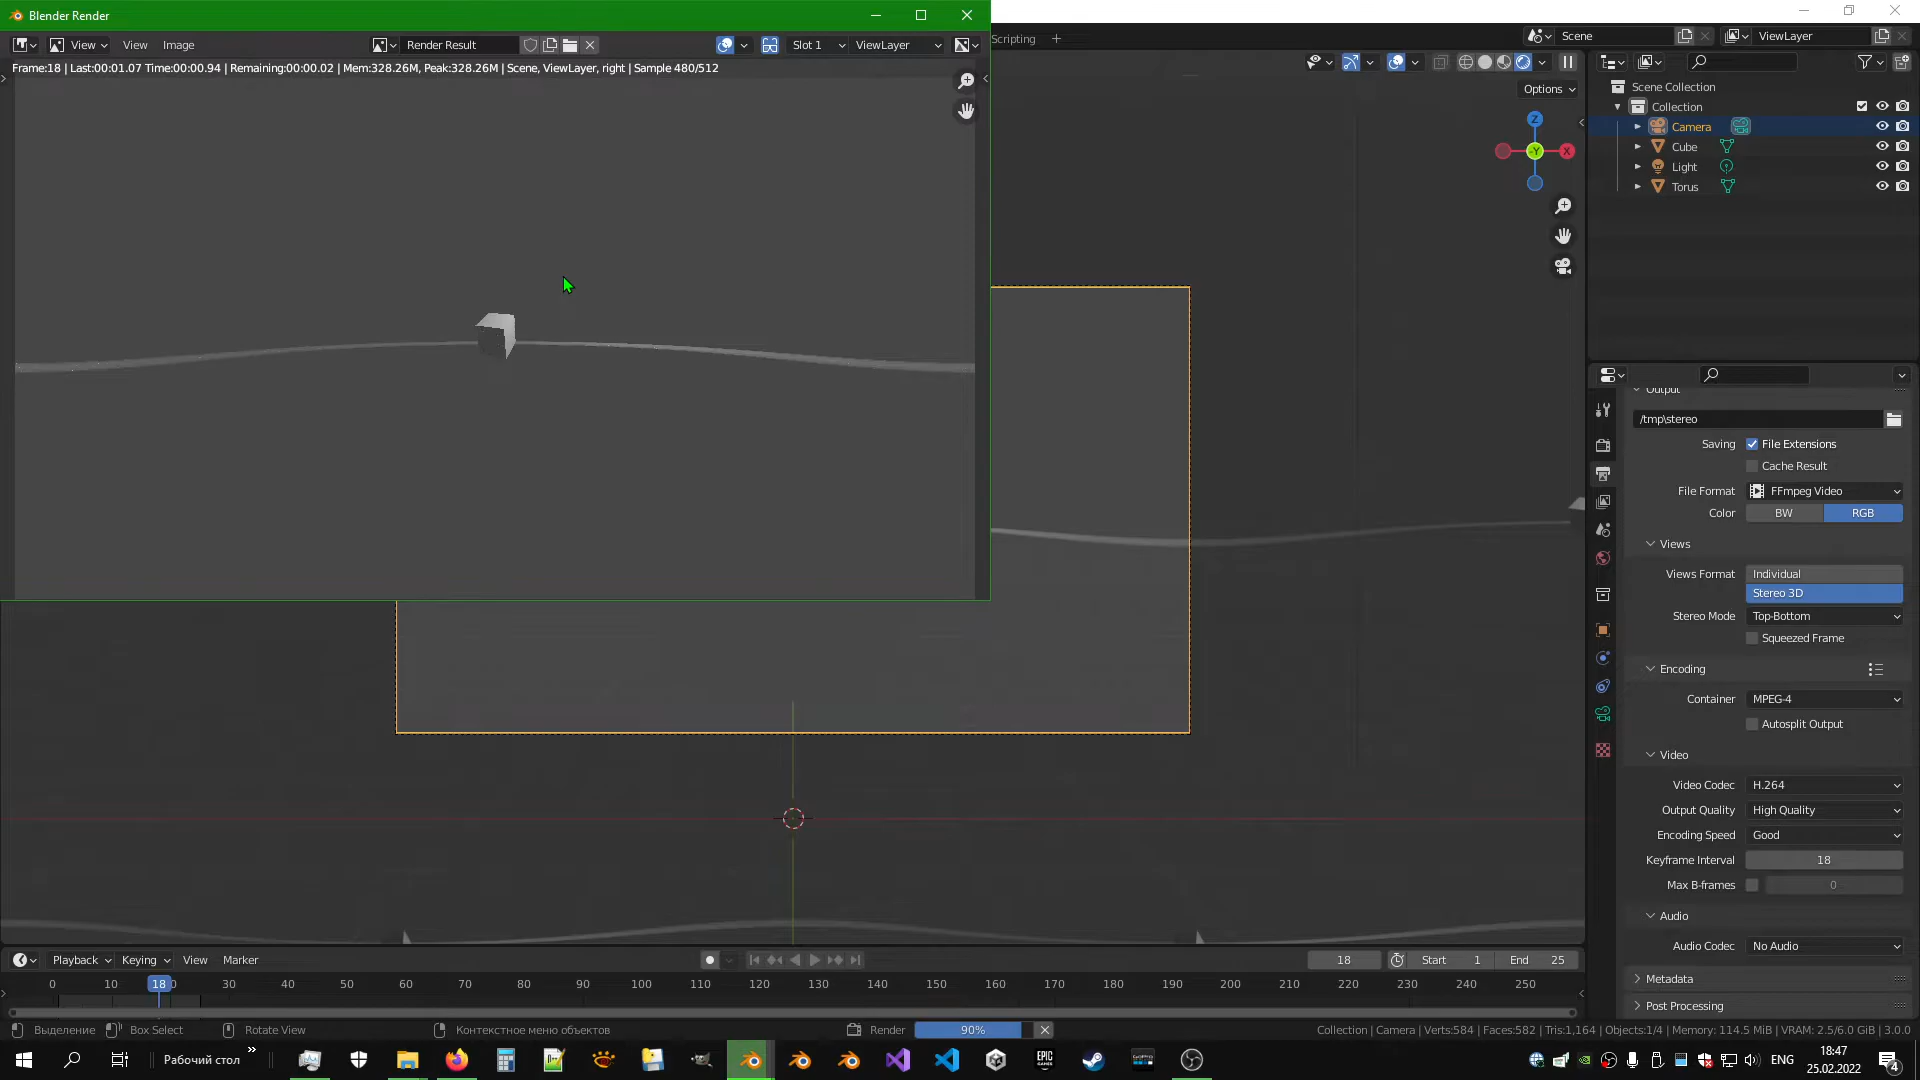 Blender Render
View View Image Render Result Slot 1 ViewLayer
Frame:18 | Last:00:01.07 Time:00:00.94 | Remaining:00:00.02 | Mem:328.26M, Peak:328.26M | Scene, ViewLayer, right | Sample 480/512
Scripting
Options
Z
-Y
X
Scene ViewLayer
Scene Collection
Collection
Camera
Cube
Light
Torus
Output
/tmp\stereo
Saving File Extensions
Cache Result
File Format FFmpeg Video
Color BW RGB
Views
Views Format Individual
Stereo 3D
Stereo Mode Top-Bottom
Squeezed Frame
Encoding
Container MPEG-4
Autosplit Output
Video
Video Codec H.264
Output Quality High Quality
Encoding Speed Good
Keyframe Interval 18
Max B-frames 0
Audio
Audio Codec No Audio
Metadata
Post Processing
Playback Keying View Marker 18 Start 1 End 25
0 10 18 30 40 50 60 70 80 90 100 110 120 130 140 150 160 170 180 190 200 210 220 230 240 250
Выделение Box Select Rotate View Контекстное меню объектов Render 90% Collection | Camera | Verts:584 | Faces:582 | Tris:1,164 | Objects:1/4 | Memory: 114.5 MiB | VRAM: 2.5/6.0 GiB | 3.0.0
Рабочий стол » EPIC GAMES ENG 18:47
25.02.2022 4